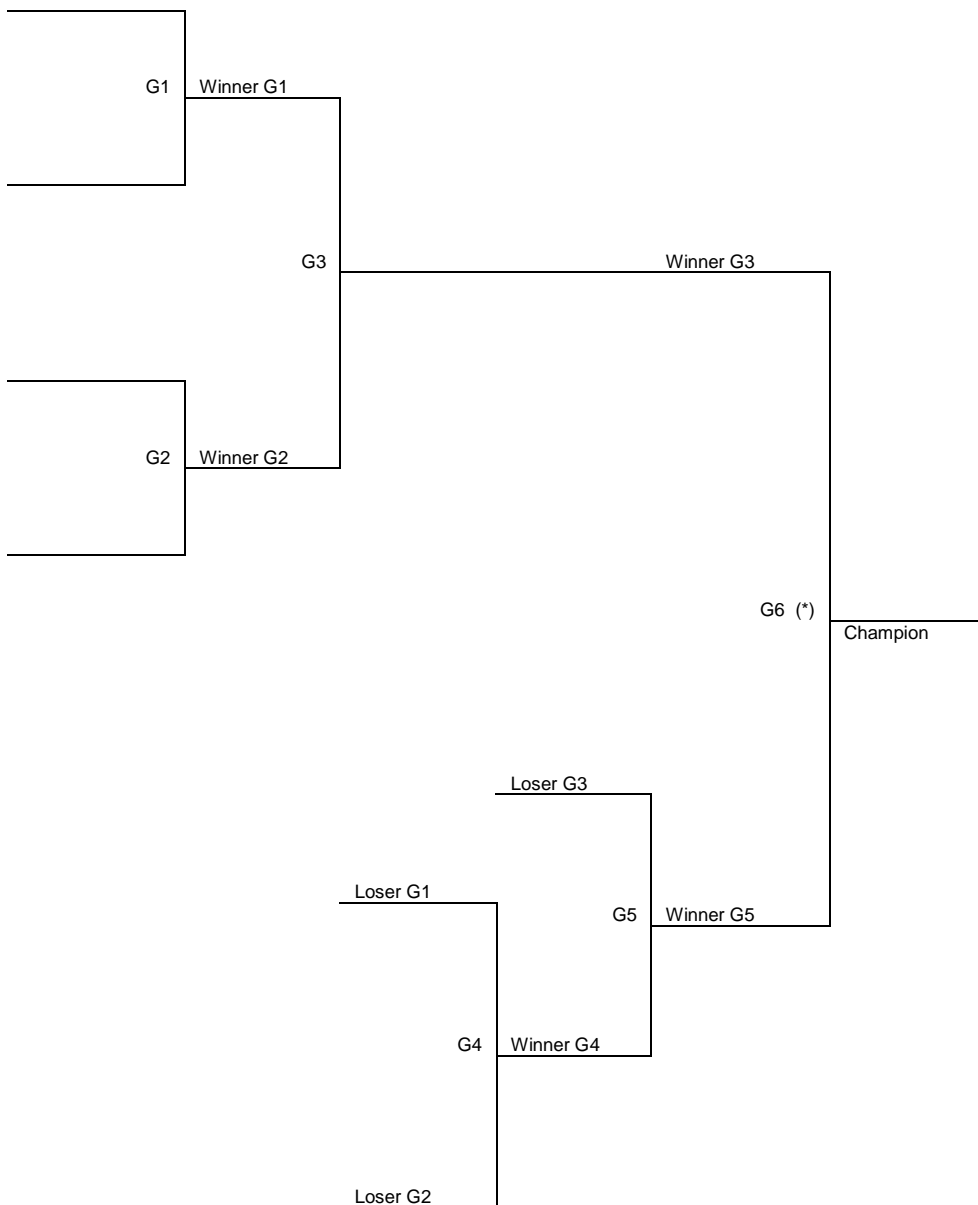 G1 Winner G1
G3 Winner G3
G2 Winner G2
G6 (*)
Champion
Loser G3
Loser G1
G5 Winner G5
G4 Winner G4
Loser G2